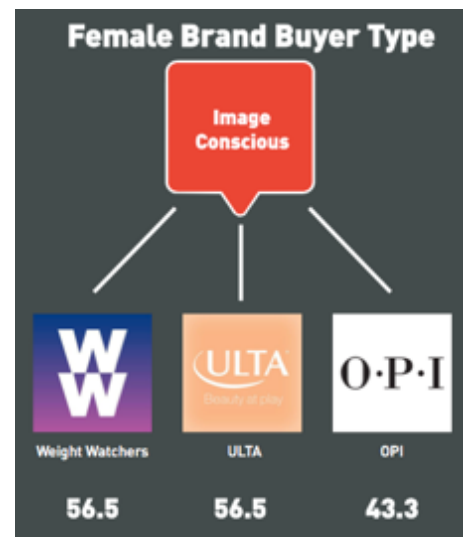 Female Brand Buyer Type
Image
Conscious
W
W
ULTA
Beauty at play
O·P·I
Weight Watchers
ULTA
OPI
56.5
56.5
43.3